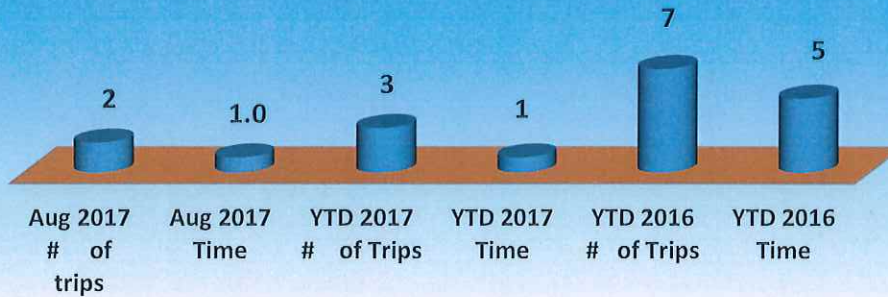 2
1.0
3
1
7
5
Aug 2017 # of trips
Aug 2017 Time
YTD 2017 # of Trips
YTD 2017 Time
YTD 2016 # of Trips
YTD 2016 Time